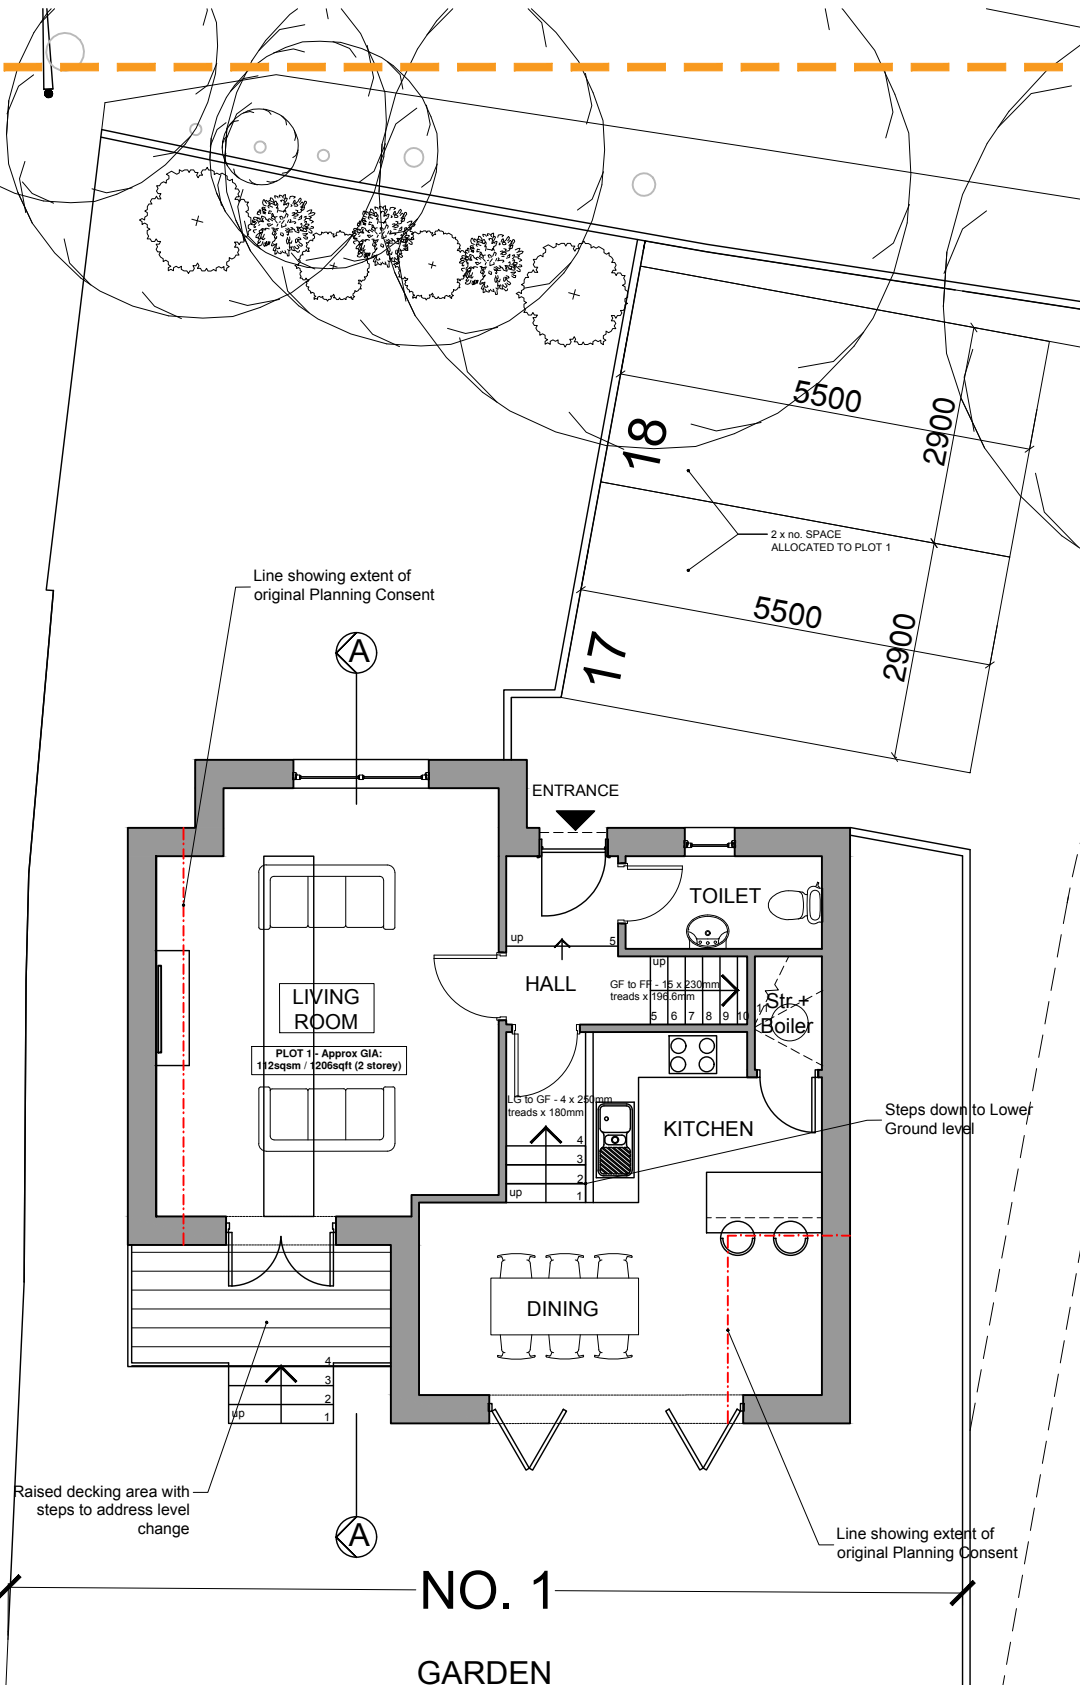 5500
2900
18
2 x no. SPACE
ALLOCATED TO PLOT 1
5500
2900
17
Line showing extent of
original Planning Consent
A
ENTRANCE
TOILET
up
5
HALL
up
GF to FF - 15 x 230mm
treads x 196.6mm
5 6 7 8 9 10
11
Str +
Boiler
LIVING
ROOM
PLOT 1 - Approx GIA:
112sqsm / 1206sqft (2 storey)
LG to GF - 4 x 250mm
treads x 180mm
KITCHEN
Steps down to Lower
Ground level
4
3
2
up 1
DINING
4
3
2
up 1
Raised decking area with
steps to address level
change
A
Line showing extent of
original Planning Consent
NO. 1
GARDEN